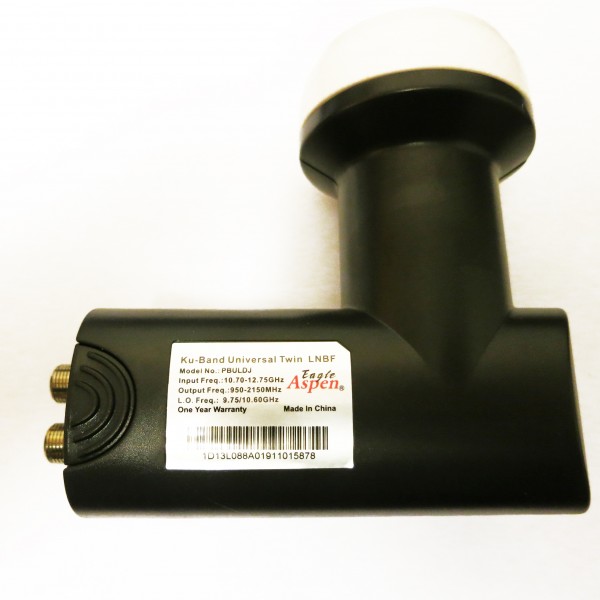 Ku-Band Universal Twin LNBF
Model No.: PBULDJ
Input Freq.:10.70-12.75GHz
Output Freq.:950-2150MHz
L.O. Freq.: 9.75/10.60GHz
Eagle
Aspen®
One Year Warranty Made In China
1D13L088A01911015878